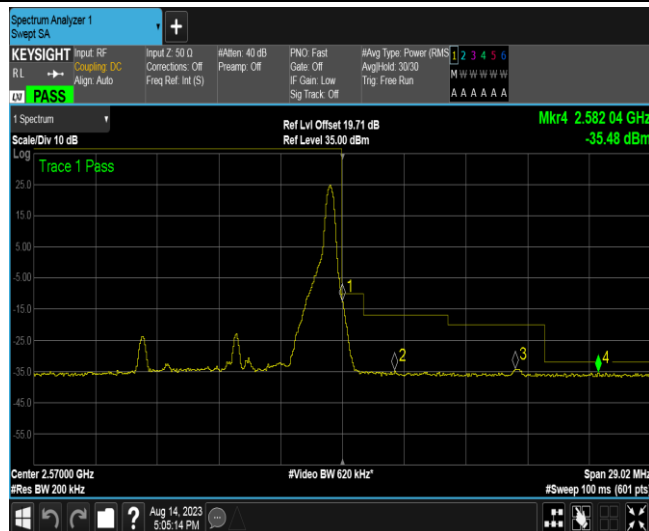 Spectrum Analyzer 1
Swept SA
+
KEYSIGHT
RL
LXI PASS
Input: RF
Coupling: DC
Align: Auto
Input Z: 50 Ω
Corrections: Off
Freq Ref: Int (S)
#Atten: 40 dB
Preamp: Off
PNO: Fast
Gate: Off
IF Gain: Low
Sig Track: Off
#Avg Type: Power (RMS
Avg|Hold: 30/30
Trig: Free Run
1 2 3 4 5 6
M W W W W W
A A A A A A
1 Spectrum
Scale/Div 10 dB
Ref Lvl Offset 19.71 dB
Ref Level 35.00 dBm
Mkr4 2.582 04 GHz
-35.48 dBm
Log
Trace 1 Pass
25.0
15.0
5.00
-5.00
-15.0
-25.0
-35.0
-45.0
-55.0
1
2
3
4
Center 2.57000 GHz
#Video BW 620 kHz*
Span 29.02 MHz
#Res BW 200 kHz
#Sweep 100 ms (601 pts)
?
Aug 14, 2023
5:05:14 PM